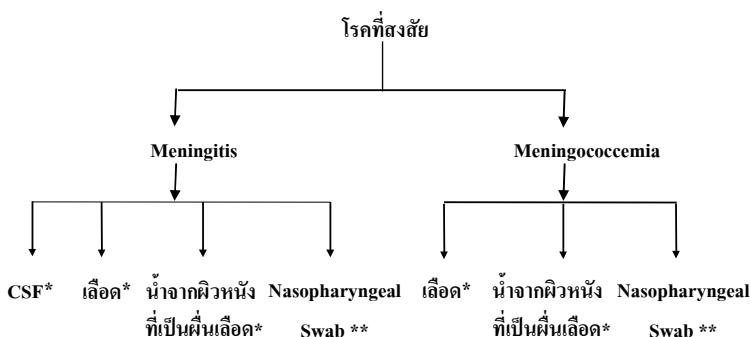 โรคที่สงสัย
Meningitis Meningococcemia
CSF* เลือด* น้ำจากผิวหนัง Nasopharyngeal เลือด* น้ำจากผิวหนัง Nasopharyngeal
ที่เป็นผื่นเลือด* Swab ** ที่เป็นผื่นเลือด* Swab **